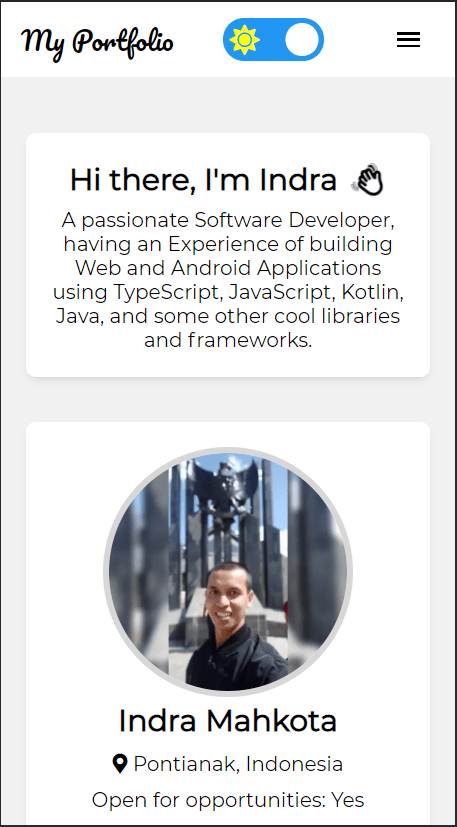 My Portfolio
Hi there, I'm Indra
A passionate Software Developer,
having an Experience of building
Web and Android Applications
using TypeScript, JavaScript, Kotlin,
Java, and some other cool libraries
and frameworks.
Indra Mahkota
Pontianak, Indonesia
Open for opportunities: Yes